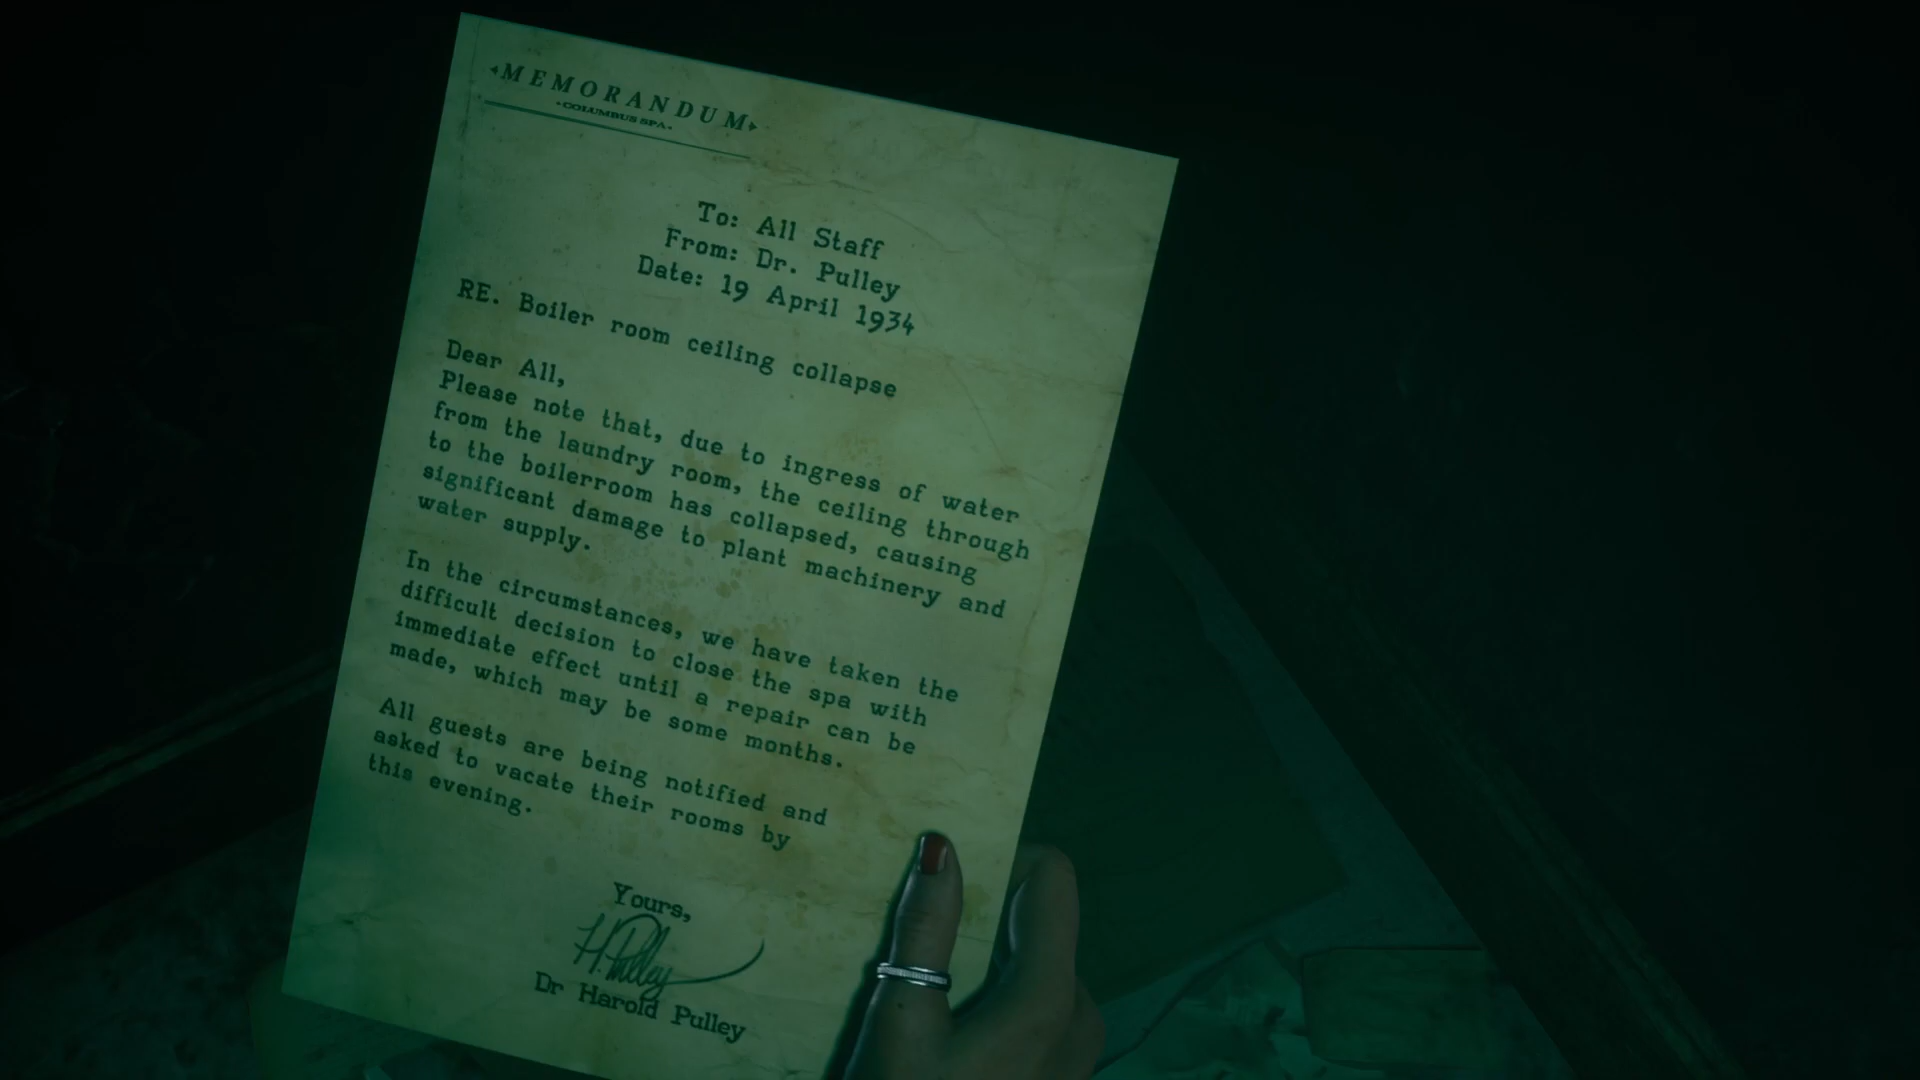 MEMORANDUM
COLUMBUS SPA
To: All Staff
From: Dr. Pulley
Date: 19 April 1934
RE. Boiler room ceiling collapse
Dear All,
Please note that, due to ingress of water
from the laundry room, the ceiling through
to the boilerroom has collapsed, causing
significant damage to plant machinery and
water supply.
In the circumstances, we have taken the
difficult decision to close the spa with
immediate effect until a repair can be
made, which may be some months.
All guests are being notified and
asked to vacate their rooms by
this evening.
Yours,
H. Pulley
Dr Harold Pulley